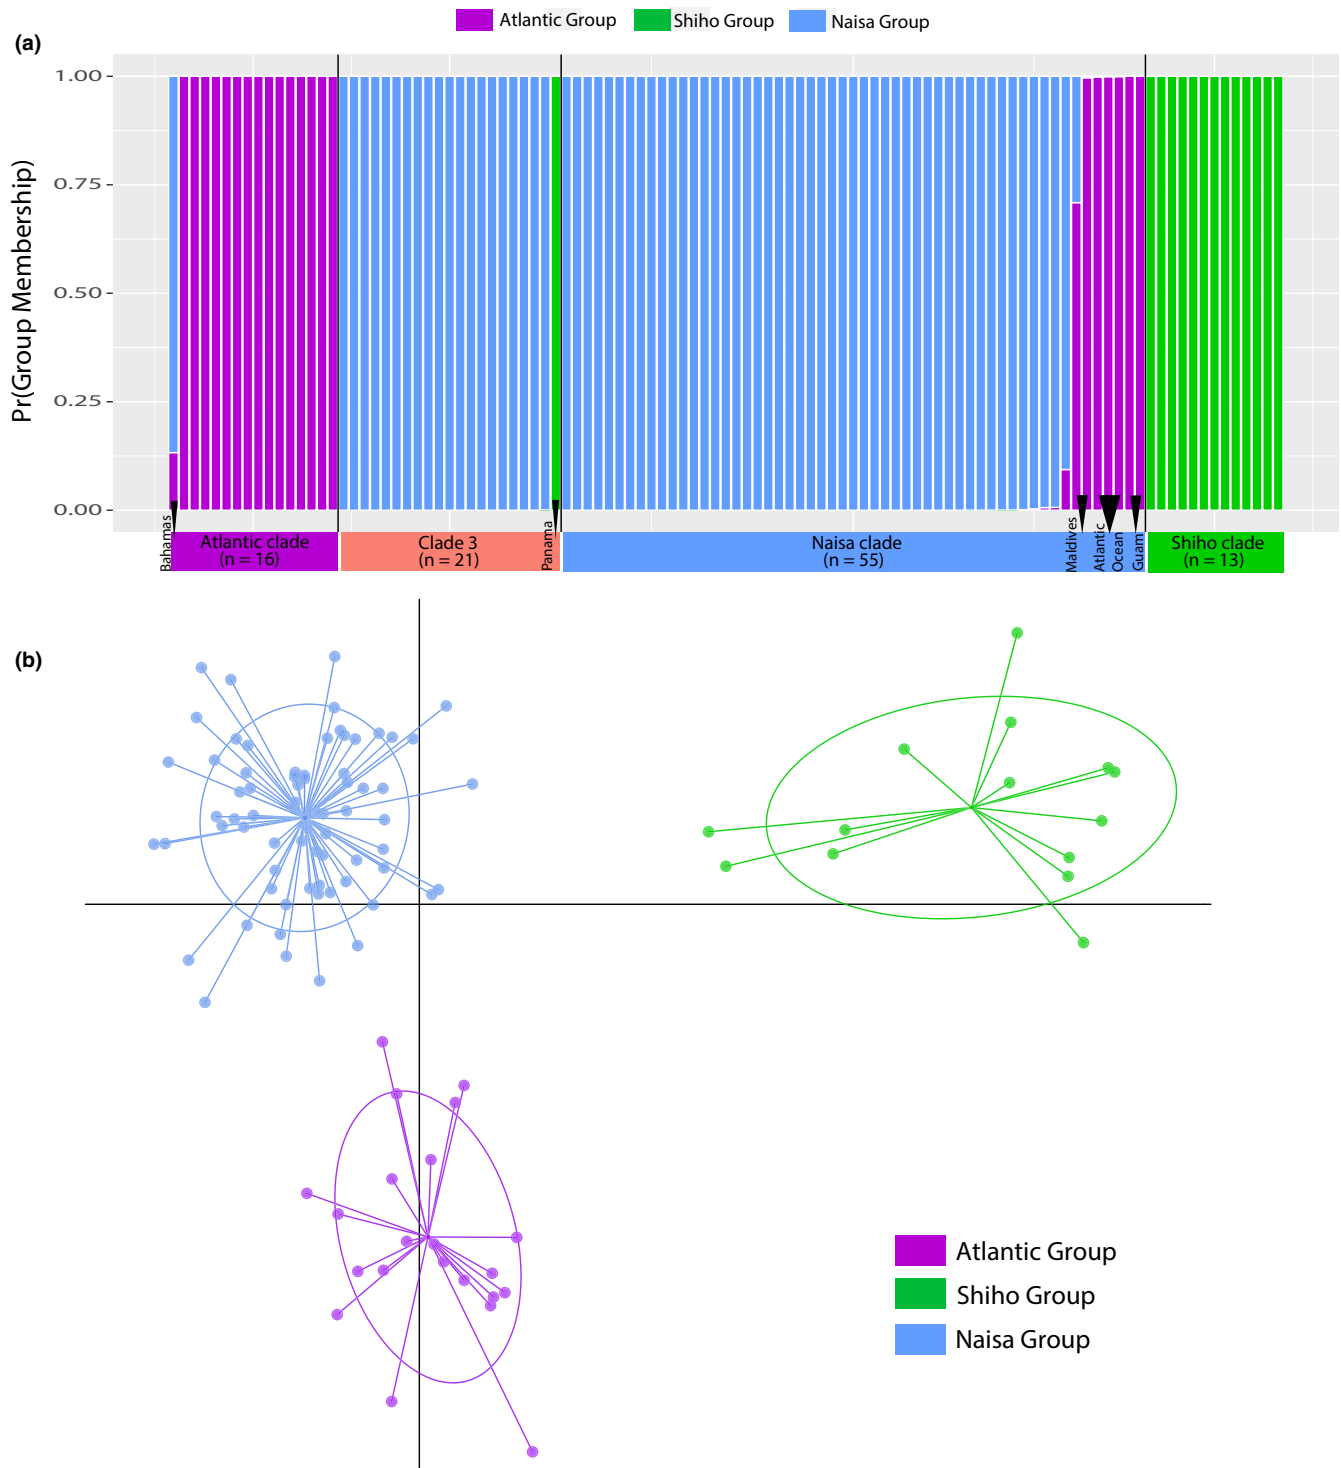 Atlantic Group
Shiho Group
Naisa Group
(a)
Pr(Group Membership)
1.00
0.75
0.50
0.25
0.00
Bahamas
Atlantic clade
(n = 16)
Clade 3
(n = 21)
Panama
Naisa clade
(n = 55)
Maldives
Atlantic
Ocean
Guam
Shiho clade
(n = 13)
(b)
Atlantic Group
Shiho Group
Naisa Group